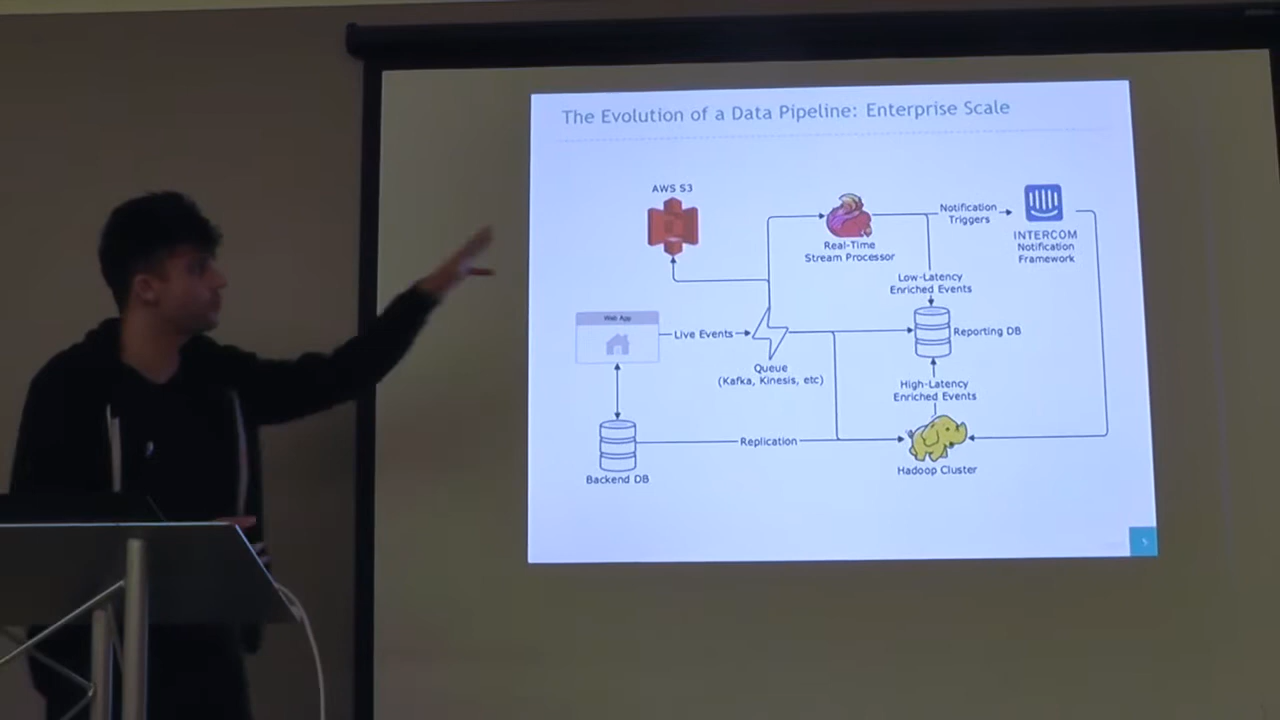 The Evolution of a Data Pipeline: Enterprise Scale
AWS S3
Real-Time
Stream Processor
Notification
Triggers
INTERCOM
Notification
Framework
Low-Latency
Enriched Events
Web App
Live Events
Queue
(Kafka, Kinesis, etc)
Reporting DB
High-Latency
Enriched Events
Replication
Backend DB
Hadoop Cluster
5